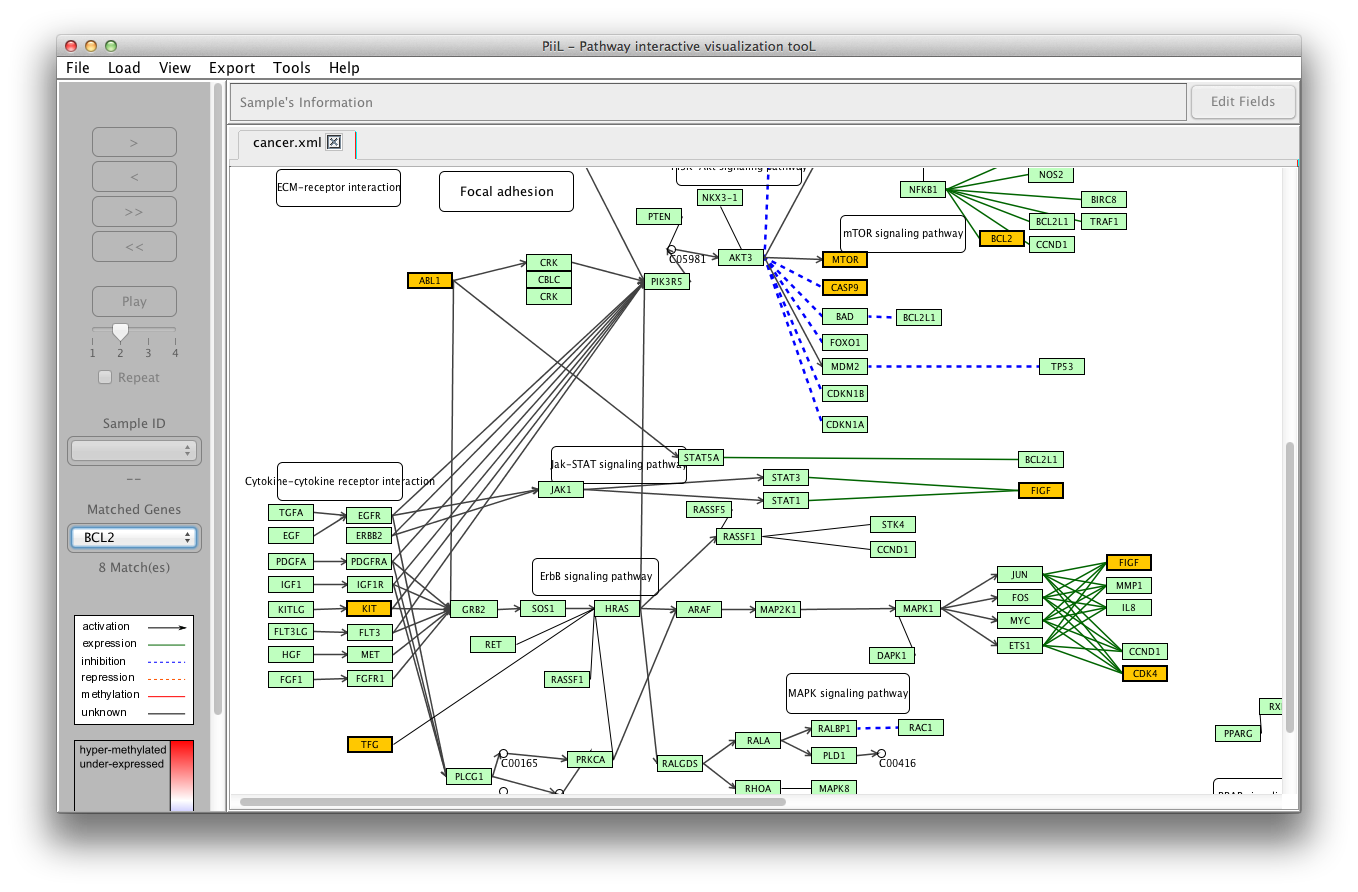 PiiL - Pathway interactive visualization tooL
File Load View Export Tools Help
Sample's Information
Edit Fields
cancer.xml
>
<
>>
<<
Play
1 2 3 4
Repeat
Sample ID
--
Matched Genes
BCL2
8 Match(es)
activation
expression
inhibition
repression
methylation
unknown
hyper-methylated
under-expressed
ECM-receptor interaction
Focal adhesion
NKX3-1
PTEN
C05981
AKT3
mTOR signaling pathway
NFKB1
NOS2
BIRC8
BCL2L1
TRAF1
BCL2
CCND1
ABL1
CRK
CBLC
CRK
PIK3R5
MTOR
CASP9
BAD
BCL2L1
FOXO1
MDM2
TP53
CDKN1B
CDKN1A
Jak-STAT signaling pathway
STAT5A
BCL2L1
Cytokine-cytokine receptor interaction
JAK1
STAT3
STAT1
FIGF
RASSF5
RASSF1
STK4
CCND1
TGFA
EGFR
EGF
ERBB2
PDGFA
PDGFRA
IGF1
IGF1R
KITLG
KIT
FLT3LG
FLT3
HGF
MET
FGF1
FGFR1
ErbB signaling pathway
GRB2
SOS1
HRAS
ARAF
MAP2K1
MAPK1
RET
RASSF1
DAPK1
JUN
FOS
MYC
ETS1
FIGF
MMP1
IL8
CCND1
CDK4
MAPK signaling pathway
TFG
PLCG1
C00165
PRKCA
RALGDS
RALA
RALBP1
RAC1
PLD1
C00416
RHOA
MAPK8
PPARG